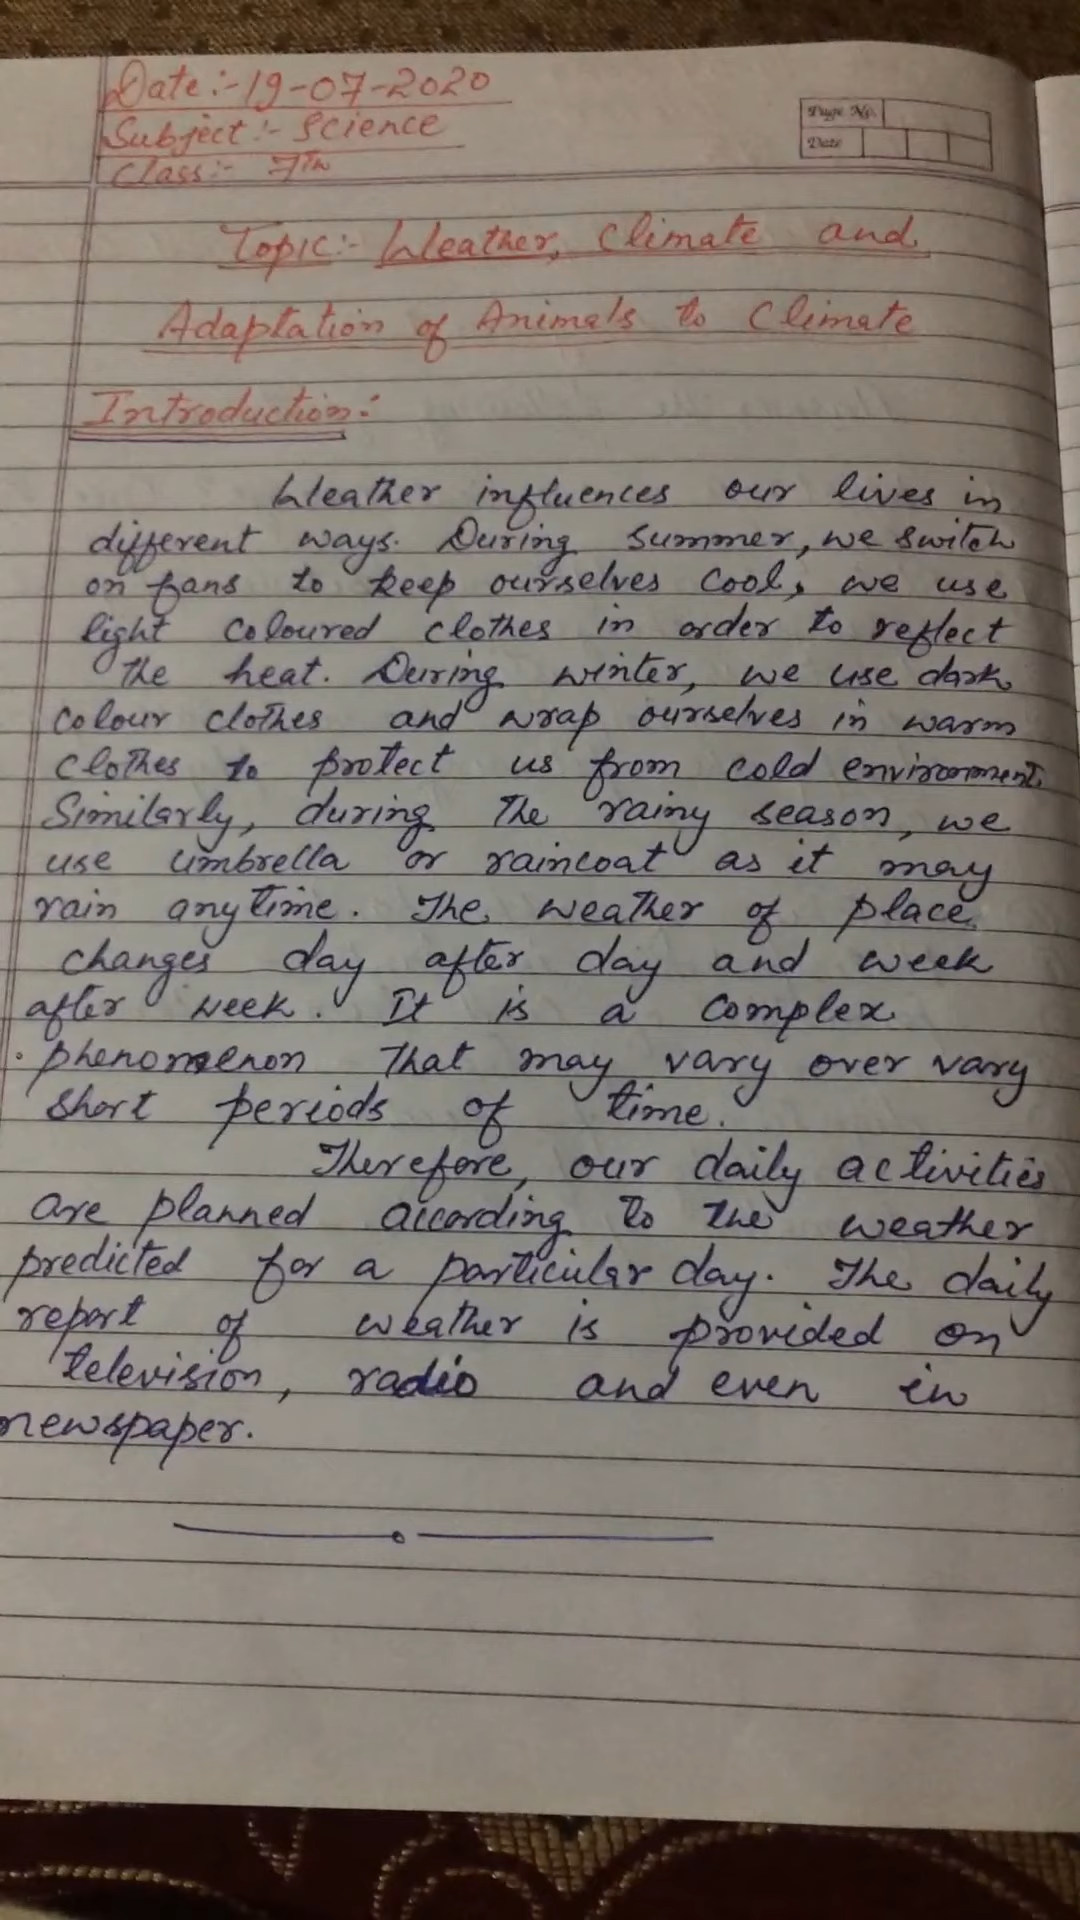 Date:-19-07-2020
Subject:- Science
Class:- 7Th
Page No.
Date
Topic:- Weather, Climate and
Adaptation of Animals to Climate
Introduction:
Weather influences our lives in
different ways. During summer, we switch
on fans to keep ourselves cool, we use
light coloured clothes in order to reflect
the heat. During winter, we use dark
colour clothes and wrap ourselves in warm
clothes to protect us from cold environment.
Similarly, during the rainy season, we
use umbrella or raincoat as it may
rain anytime. The weather of place
changes day after day and week
after week. It is a complex
phenomenon that may vary over vary
short periods of time.
Therefore, our daily activities
are planned according to the weather
predicted for a particular day. The daily
report of weather is provided on
television, radio and even in
newspaper.